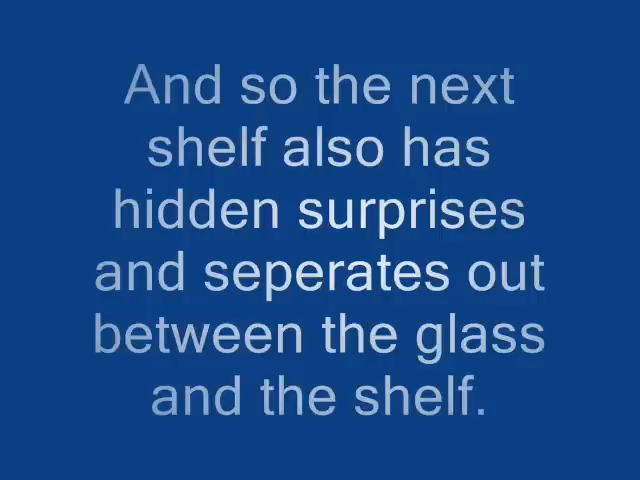 And so the next
shelf also has
hidden surprises
and seperates out
between the glass
and the shelf.